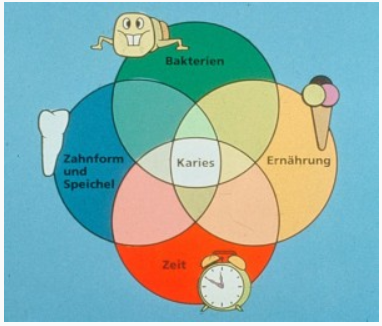 Bakterien
Zahnform
und
Speichel
Karies
Ernährung
Zeit